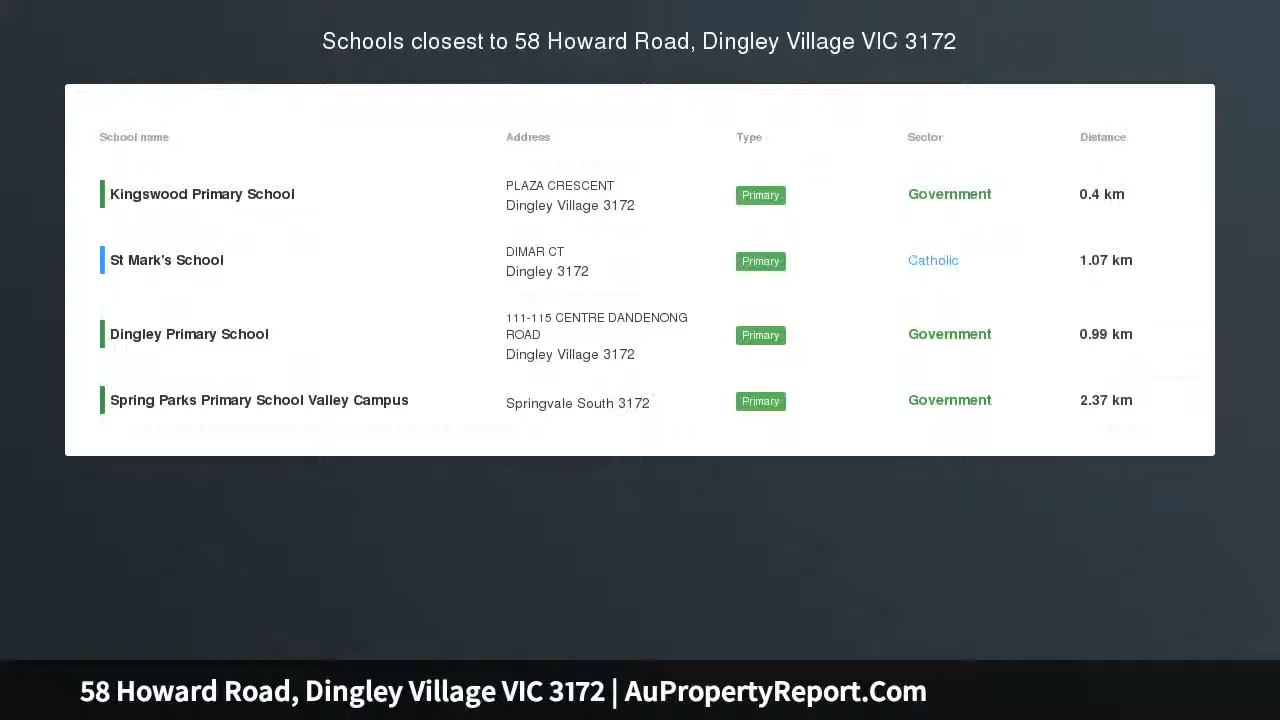 Schools closest to 58 Howard Road, Dingley Village VIC 3172
School name Address Type Sector Distance
Kingswood Primary School PLAZA CRESCENT Dingley Village 3172 Primary Government 0.4 km
St Mark's School DIMAR CT Dingley 3172 Primary Catholic 1.07 km
Dingley Primary School 111-115 CENTRE DANDENONG ROAD Dingley Village 3172 Primary Government 0.99 km
Spring Parks Primary School Valley Campus Springvale South 3172 Primary Government 2.37 km
58 Howard Road, Dingley Village VIC 3172 | AuPropertyReport.Com